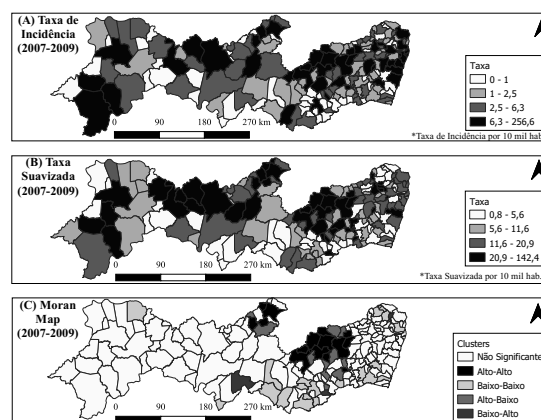 (A) Taxa de
Incidência
(2007-2009)
Taxa
0 - 1
1 - 2,5
2,5 - 6,3
6,3 - 256,6
0 90 180 270 km
*Taxa de Incidência por 10 mil hab.
(B) Taxa
Suavizada
(2007-2009)
Taxa
0,8 - 5,6
5,6 - 11,6
11,6 - 20,9
20,9 - 142,4
0 90 180 270 km
*Taxa Suavizada por 10 mil hab.
(C) Moran
Map
(2007-2009)
Clusters
Não Significante
Alto-Alto
Baixo-Baixo
Alto-Baixo
Baixo-Alto
0 90 180 270 km